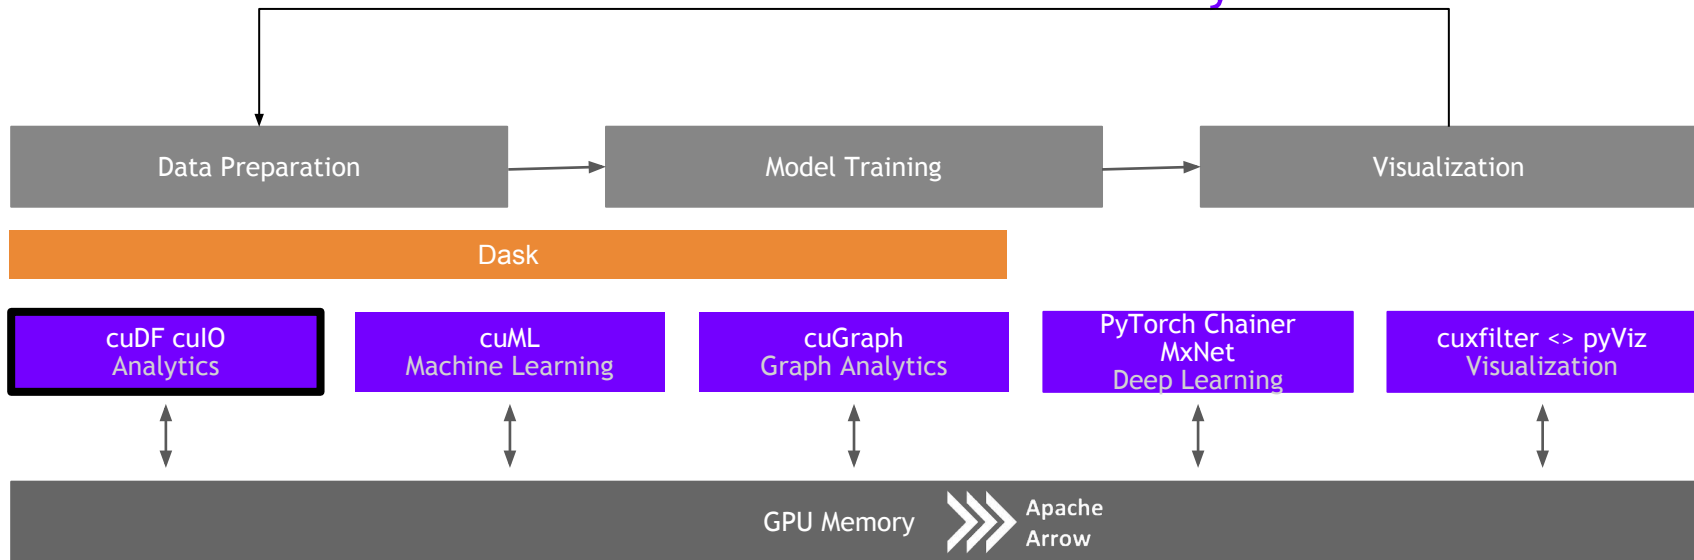 Data Preparation
Model Training
Visualization
Dask
cuDF cuIO
Analytics
cuML
Machine Learning
cuGraph
Graph Analytics
PyTorch Chainer
MxNet
Deep Learning
cuxfilter <> pyViz
Visualization
GPU Memory
Apache
Arrow